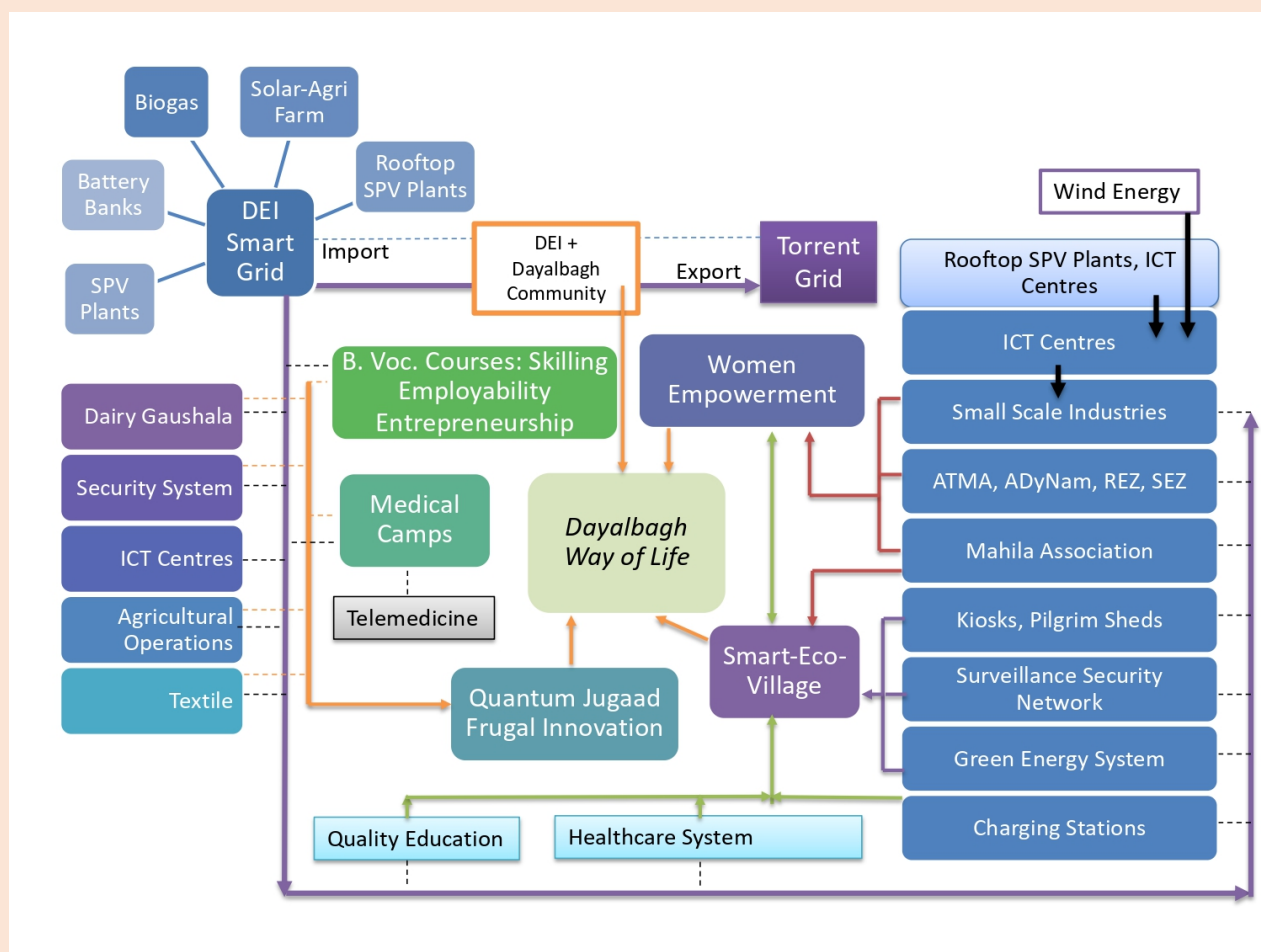 Biogas
Solar-Agri
Farm
Battery
Banks
Rooftop
SPV Plants
DEI
Smart
Grid
SPV
Plants
Import
DEI +
Dayalbagh
Community
Export
Torrent
Grid
Wind Energy
Rooftop SPV Plants, ICT
Centres
ICT Centres
Small Scale Industries
ATMA, ADyNam, REZ, SEZ
Mahila Association
Kiosks, Pilgrim Sheds
Surveillance Security
Network
Green Energy System
Charging Stations
B. Voc. Courses: Skilling
Employability
Entrepreneurship
Women
Empowerment
Dairy Gaushala
Security System
ICT Centres
Agricultural
Operations
Textile
Medical
Camps
Telemedicine
Dayalbagh
Way of Life
Smart-Eco-
Village
Quantum Jugaad
Frugal Innovation
Quality Education
Healthcare System